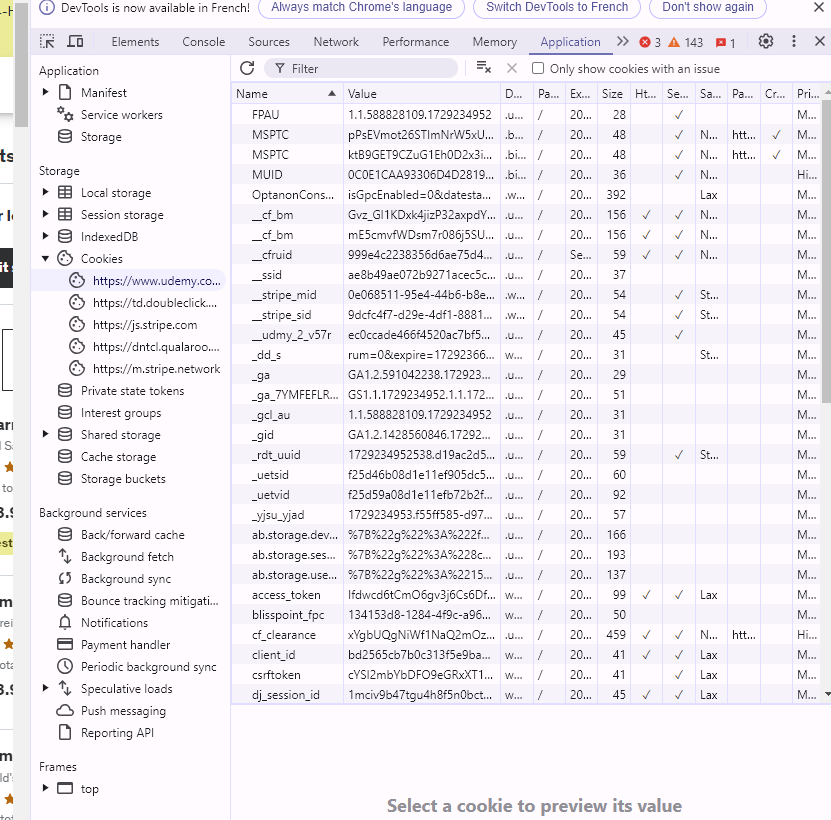 DevTools is now available in French!
Always match Chrome's language
Switch DevTools to French
Don't show again
Elements Console Sources Network Performance Memory Application 3 143 1
Application
Manifest
Service workers
Storage
Storage
Local storage
Session storage
IndexedDB
Cookies
https://www.udemy.co...
https://td.doubleclick....
https://js.stripe.com
https://dntcl.qualaroo....
https://m.stripe.network
Private state tokens
Interest groups
Shared storage
Cache storage
Storage buckets
Background services
Back/forward cache
Background fetch
Background sync
Bounce tracking mitigati...
Notifications
Payment handler
Periodic background sync
Speculative loads
Push messaging
Reporting API
Frames
top
Filter
Only show cookies with an issue
Name Value D... Pa... Ex... Size Ht... Se... Sa... Pa... Cr... Pri...
FPAU 1.1.588828109.1729234952 .u... / 20... 28 ✓ M...
MSPTC pPsEVmot26STImNrW5xU... .b... / 20... 48 ✓ N... htt... ✓ M...
MSPTC ktB9GET9CZuG1Eh0D2x3i... .bi... / 20... 48 ✓ N... htt... ✓ M...
MUID 0C0E1CAA93306D4D2819... .bi... / 20... 36 ✓ N... Hi...
OptanonCons... isGpcEnabled=0&datesta... .w... / 20... 392 Lax M...
__cf_bm Gvz_GI1KDxk4jizP32axpdY... .u... / 20... 156 ✓ ✓ N... M...
__cf_bm mE5cmvfWDsm7r086j5SU... .u... / 20... 156 ✓ ✓ N... M...
__cfruid 999e4c2238356d6ae75d4... .u... / Se... 59 ✓ ✓ N... M...
__ssid ae8b49ae072b9271acec5c... .u... / 20... 37 M...
__stripe_mid 0e068511-95e4-44b6-b8e... .w... / 20... 54 ✓ St... M...
__stripe_sid 9dcfc4f7-d29e-4df1-8881... .w... / 20... 54 ✓ St... M...
__udmy_2_v57r ec0ccade466f4520ac7bf5... .u... / 20... 45 ✓ M...
_dd_s rum=0&expire=17292366... w... / 20... 31 St... M...
_ga GA1.2.591042238.172923... .u... / 20... 29 M...
_ga_7YMFEFLR... GS1.1.1729234952.1.1.172... .u... / 20... 51 M...
_gcl_au 1.1.588828109.1729234952 .u... / 20... 31 M...
_gid GA1.2.1428560846.17292... .u... / 20... 31 M...
_rdt_uuid 1729234952538.d19ac2d5... .u... / 20... 59 ✓ St... M...
_uetsid f25d46b08d1e11ef905dc5... .u... / 20... 60 M...
_uetvid f25d59a08d1e11efb72b2f... .u... / 20... 92 M...
_yjsu_yjad 1729234953.f55ff585-d97... .u... / 20... 57 M...
ab.storage.dev... %7B%22g%22%3A%222f... .u... / 20... 166 M...
ab.storage.ses... %7B%22g%22%3A%228c... .u... / 20... 193 M...
ab.storage.use... %7B%22g%22%3A%2215... .u... / 20... 137 M...
access_token lfdwcd6tCmO6gv3j6Cs6Df... w... / 20... 99 ✓ ✓ Lax M...
blisspoint_fpc 134153d8-1284-4f9c-a96... w... / 20... 50 M...
cf_clearance xYgbUQgNiWf1NaQ2mOz... .u... / 20... 459 ✓ ✓ N... htt... Hi...
client_id bd2565cb7b0c313f5e9ba... w... / 20... 41 ✓ ✓ Lax M...
csrftoken cYSI2mbYbDFO9eGRxXT1... w... / 20... 41 ✓ Lax M...
dj_session_id 1mciv9b47tgu4h8f5n0bct... w... / 20... 45 ✓ ✓ Lax M...
Select a cookie to preview its value